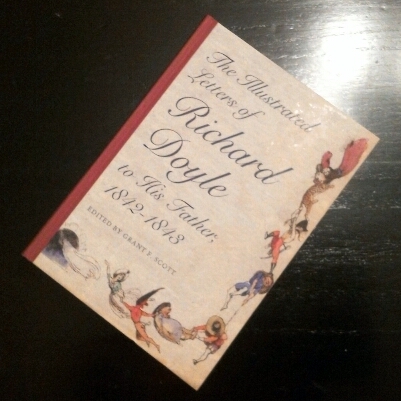 The Illustrated
Letters of
Richard
Doyle
to His Father,
1842-1843
EDITED BY GRANT F. SCOTT